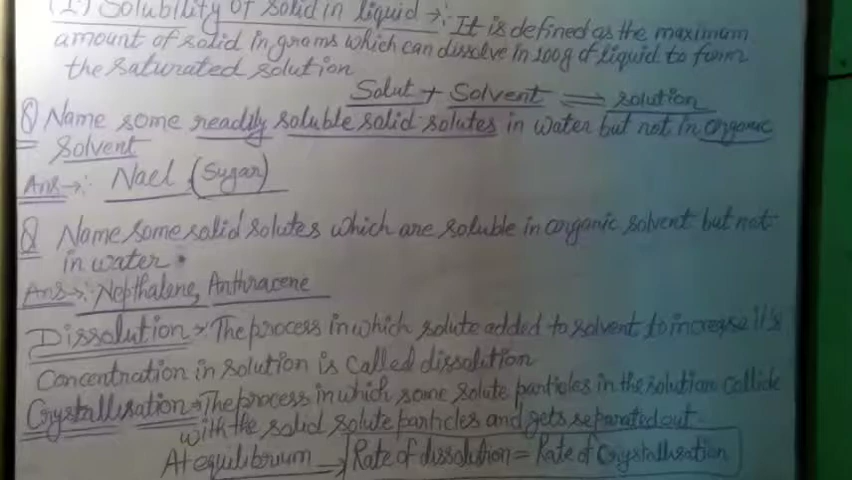 (1) Solubility of solid in liquid →: It is defined as the maximum
amount of solid in grams which can dissolve in 100g of liquid to form
the saturated solution
Solut + Solvent ⇌ solution
Q Name some readily soluble solid solutes in water but not in organic
solvent
Ans →: Nacl (Sugar)
Q Name some solid solutes which are soluble in organic solvent but not
in water.
Ans →: Nepthalene, Anthracene
Dissolution → The process in which solute added to solvent to increase it's
Concentration in solution is called dissolution
Crystallisation → The process in which some solute particles in the solution collide
with the solid solute particles and gets separated out.
At equilibrium → Rate of dissolution = Rate of Crystallisation